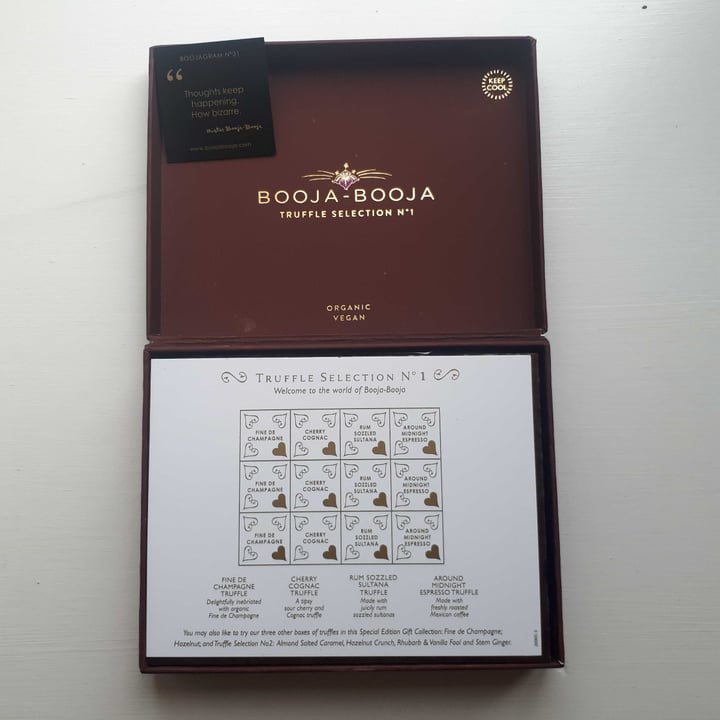 BOOJAGRAM Nº31
“
Thoughts keep
happening.
How bizarre.
www.boojabooja.com
KEEP
COOL
BOOJA-BOOJA
TRUFFLE SELECTION Nº1
ORGANIC
VEGAN
TRUFFLE SELECTION Nº 1
Welcome to the world of Booja-Booja
FINE DE
CHAMPAGNE
CHERRY
COGNAC
RUM
SOZZLED
SULTANA
AROUND
MIDNIGHT
ESPRESSO
FINE DE
CHAMPAGNE
CHERRY
COGNAC
RUM
SOZZLED
SULTANA
AROUND
MIDNIGHT
ESPRESSO
FINE DE
CHAMPAGNE
CHERRY
COGNAC
RUM
SOZZLED
SULTANA
AROUND
MIDNIGHT
ESPRESSO
FINE DE
CHAMPAGNE
TRUFFLE
Delightfully inebriated
with organic
Fine de Champagne
CHERRY
COGNAC
TRUFFLE
A tipsy
sour cherry and
Cognac truffle
RUM SOZZLED
SULTANA
TRUFFLE
Made with
juicily rum
sozzled sultanas
AROUND
MIDNIGHT
ESPRESSO TRUFFLE
Made with
freshly roasted
Mexican coffee
You may also like to try our three other boxes of truffles in this Special Edition Gift Collection: Fine de Champagne;
Hazelnut; and Truffle Selection No2: Almond Salted Caramel, Hazelnut Crunch, Rhubarb & Vanilla Fool and Stem Ginger.